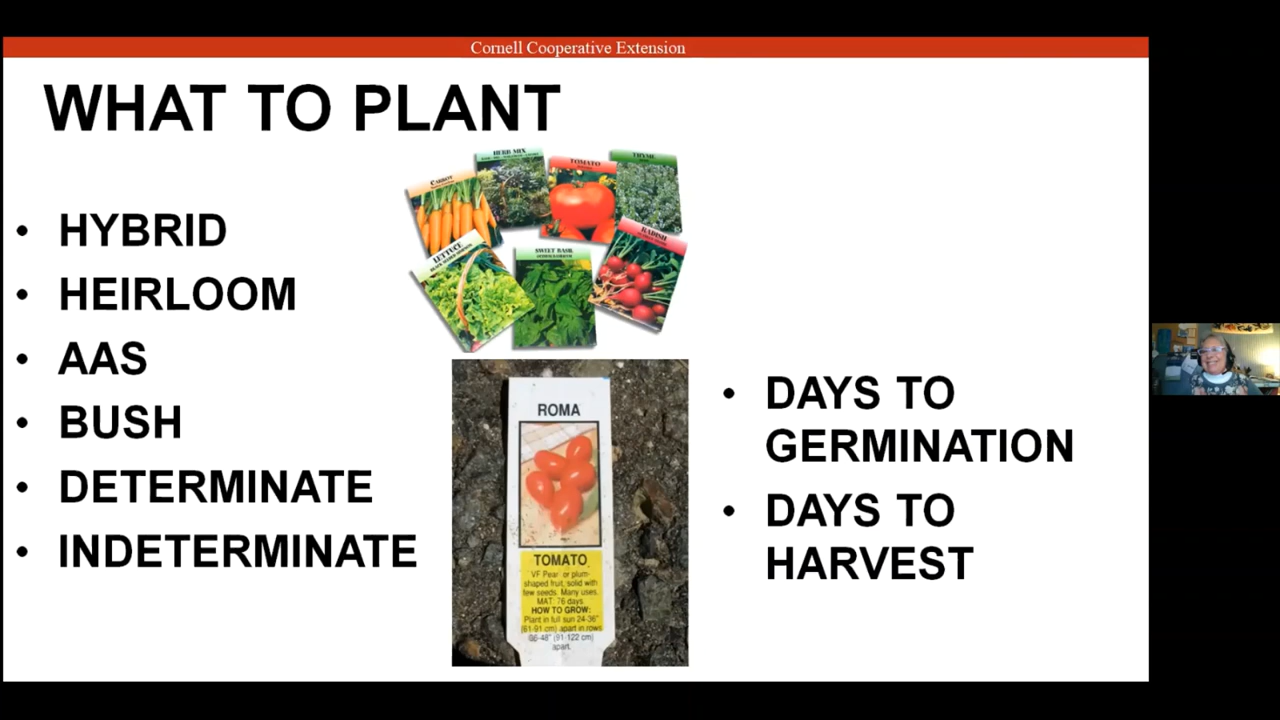 Cornell Cooperative Extension
WHAT TO PLANT
• HYBRID
• HEIRLOOM
• AAS
• BUSH
• DETERMINATE
• INDETERMINATE
CARROT
HERB MIX
TOMATO
THYME
LETTUCE
SWEET BASIL
RADISH
ROMA
TOMATO
VF Pear or plum-
shaped fruit, solid with
few seeds. Many uses.
MAT: 76 days.
HOW TO GROW:
Plant in full sun 24-36"
(61-91 cm) apart in rows
36-48" (91-122 cm)
apart.
• DAYS TO
GERMINATION
• DAYS TO
HARVEST